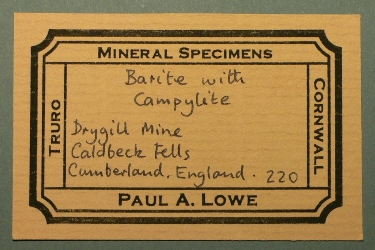 MINERAL SPECIMENS
TRURO
Barite with
Campylite
Drygill Mine
Caldbeck Fells
Cumberland, England. 220
CORNWALL
PAUL A. LOWE